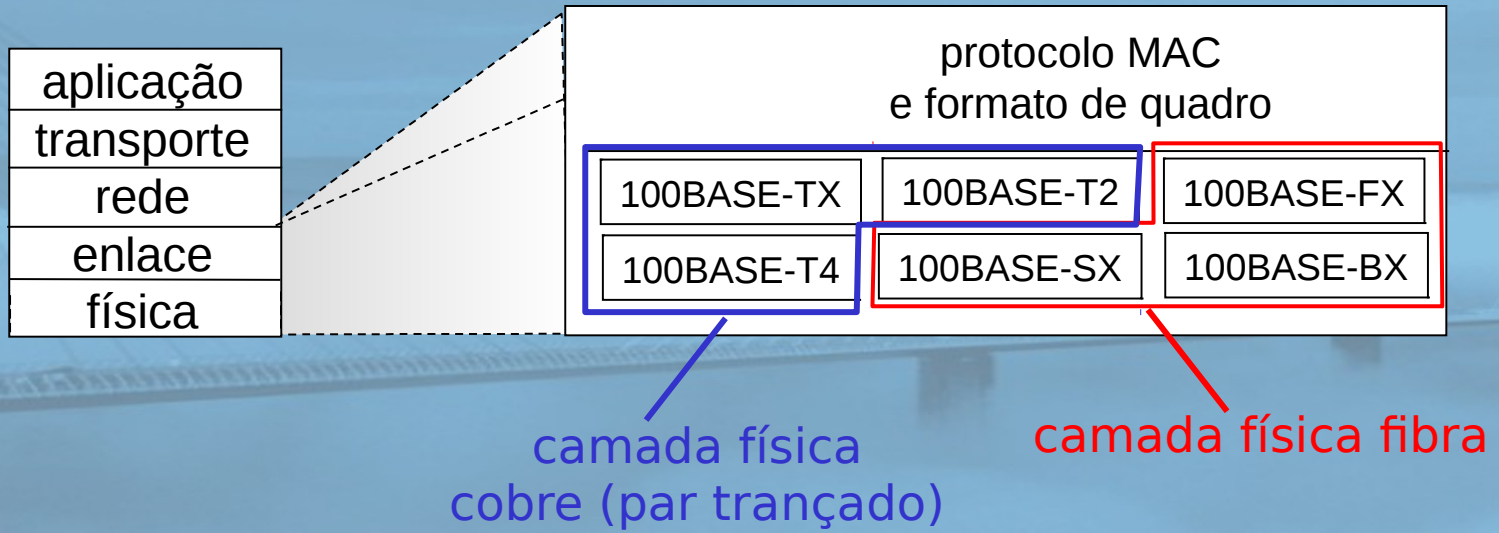 aplicação
transporte
rede
enlace
física
protocolo MAC
e formato de quadro
100BASE-TX
100BASE-T2
100BASE-FX
100BASE-T4
100BASE-SX
100BASE-BX
camada física
cobre (par trançado)
camada física fibra